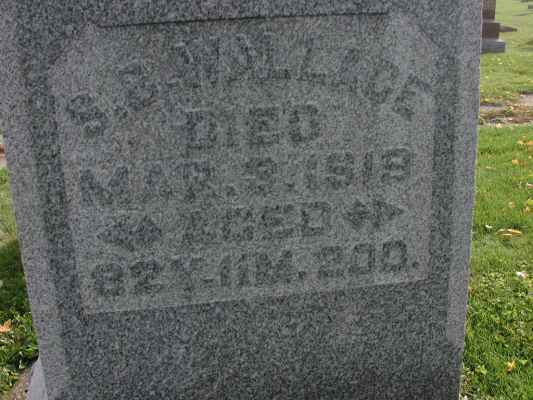 S. B. WALLACE
DIED
MAR. 3. 1919
AGED
82Y. 11M. 20D.